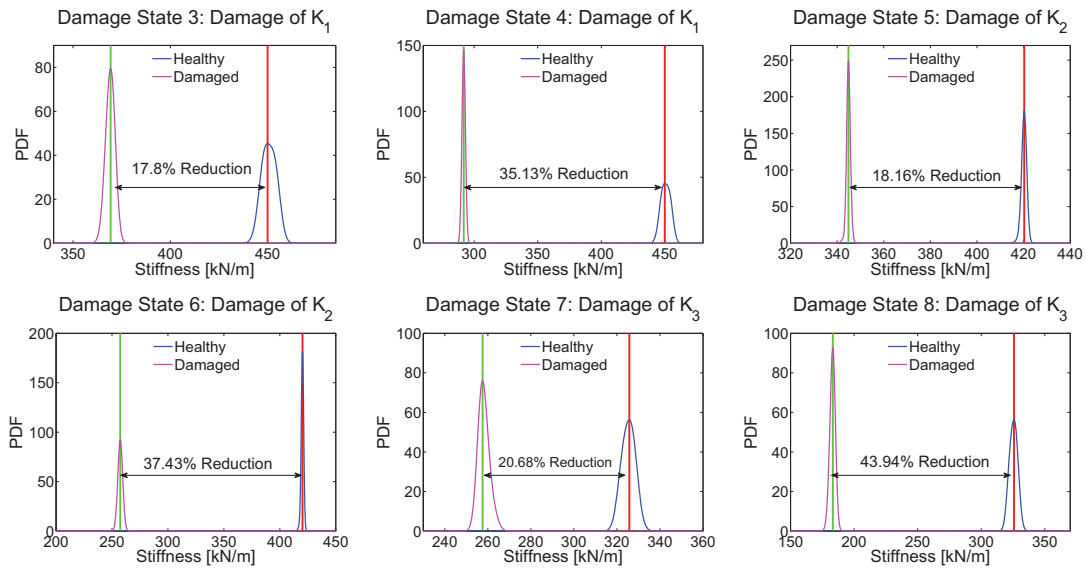 Damage State 3: Damage of K1
Healthy
Damaged
17.8% Reduction
PDF
0
20
40
60
80
350
400
450
Stiffness [kN/m]
Damage State 4: Damage of K1
Healthy
Damaged
35.13% Reduction
PDF
0
50
100
150
300
350
400
450
Stiffness [kN/m]
Damage State 5: Damage of K2
Healthy
Damaged
18.16% Reduction
PDF
0
50
100
150
200
250
320
340
360
380
400
420
440
Stiffness [kN/m]
Damage State 6: Damage of K2
Healthy
Damaged
37.43% Reduction
PDF
0
50
100
150
200
200
250
300
350
400
450
Stiffness [kN/m]
Damage State 7: Damage of K3
Healthy
Damaged
20.68% Reduction
PDF
0
20
40
60
80
100
240
260
280
300
320
340
360
Stiffness [kN/m]
Damage State 8: Damage of K3
Healthy
Damaged
43.94% Reduction
PDF
0
20
40
60
80
100
150
200
250
300
350
Stiffness [kN/m]